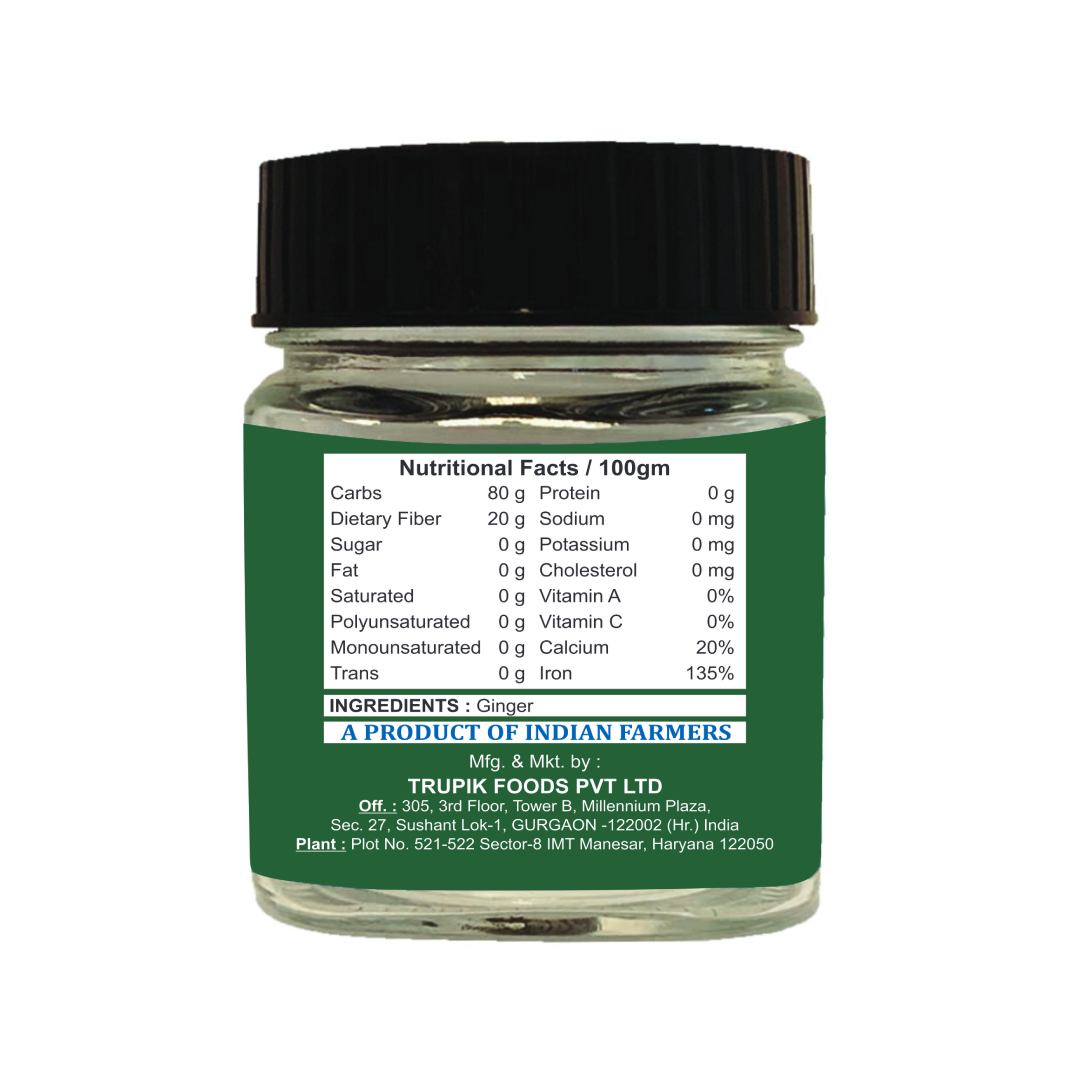 Nutritional Facts / 100gm
Carbs 80 g Protein 0 g
Dietary Fiber 20 g Sodium 0 mg
Sugar 0 g Potassium 0 mg
Fat 0 g Cholesterol 0 mg
Saturated 0 g Vitamin A 0%
Polyunsaturated 0 g Vitamin C 0%
Monounsaturated 0 g Calcium 20%
Trans 0 g Iron 135%
INGREDIENTS : Ginger
A PRODUCT OF INDIAN FARMERS
Mfg. & Mkt. by :
TRUPIK FOODS PVT LTD
Off. : 305, 3rd Floor, Tower B, Millennium Plaza,
Sec. 27, Sushant Lok-1, GURGAON -122002 (Hr.) India
Plant : Plot No. 521-522 Sector-8 IMT Manesar, Haryana 122050